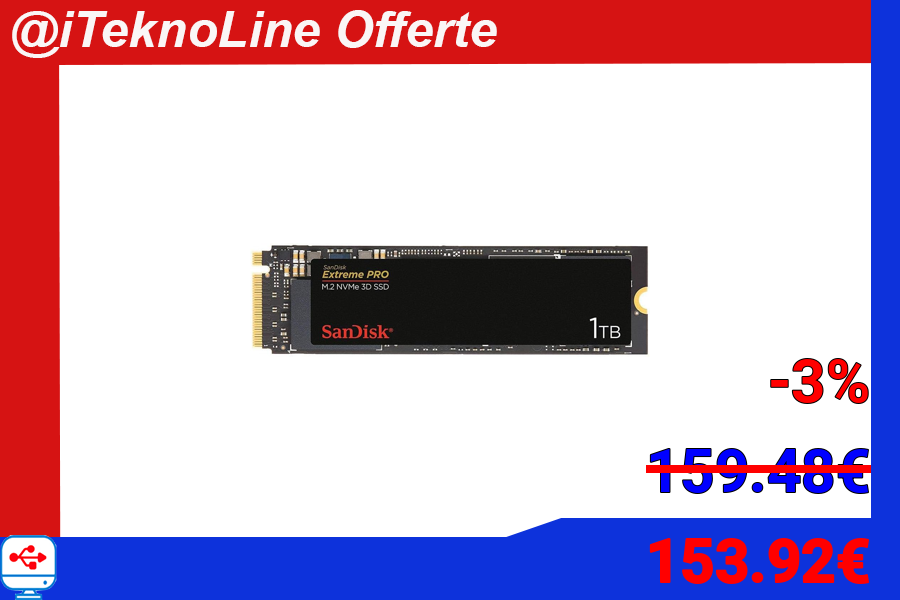 @iTeknoLine Offerte
SanDisk
Extreme PRO
M.2 NVMe 3D SSD
SanDisk®
1TB
-3%
159.48€
153.92€